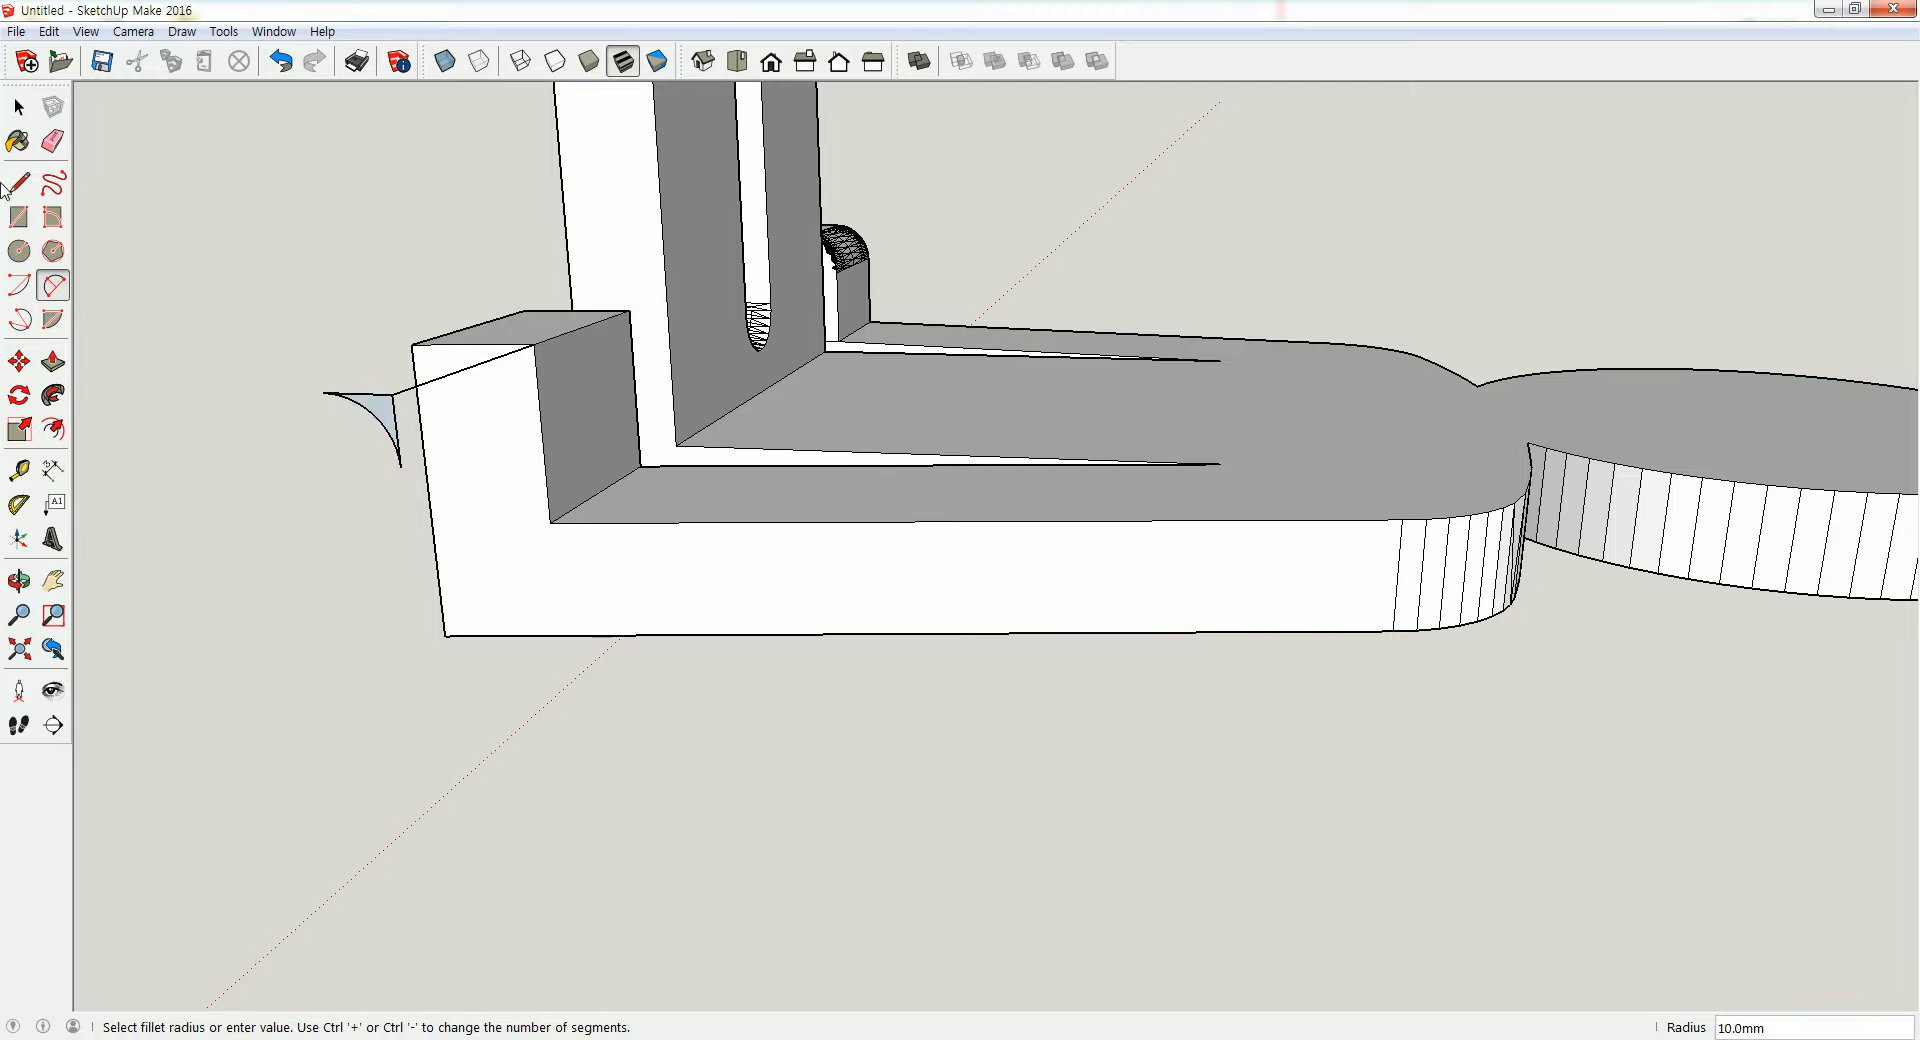 Untitled - SketchUp Make 2016
File Edit View Camera Draw Tools Window Help
A1
Select fillet radius or enter value. Use Ctrl '+' or Ctrl '-' to change the number of segments.
Radius 10.0mm